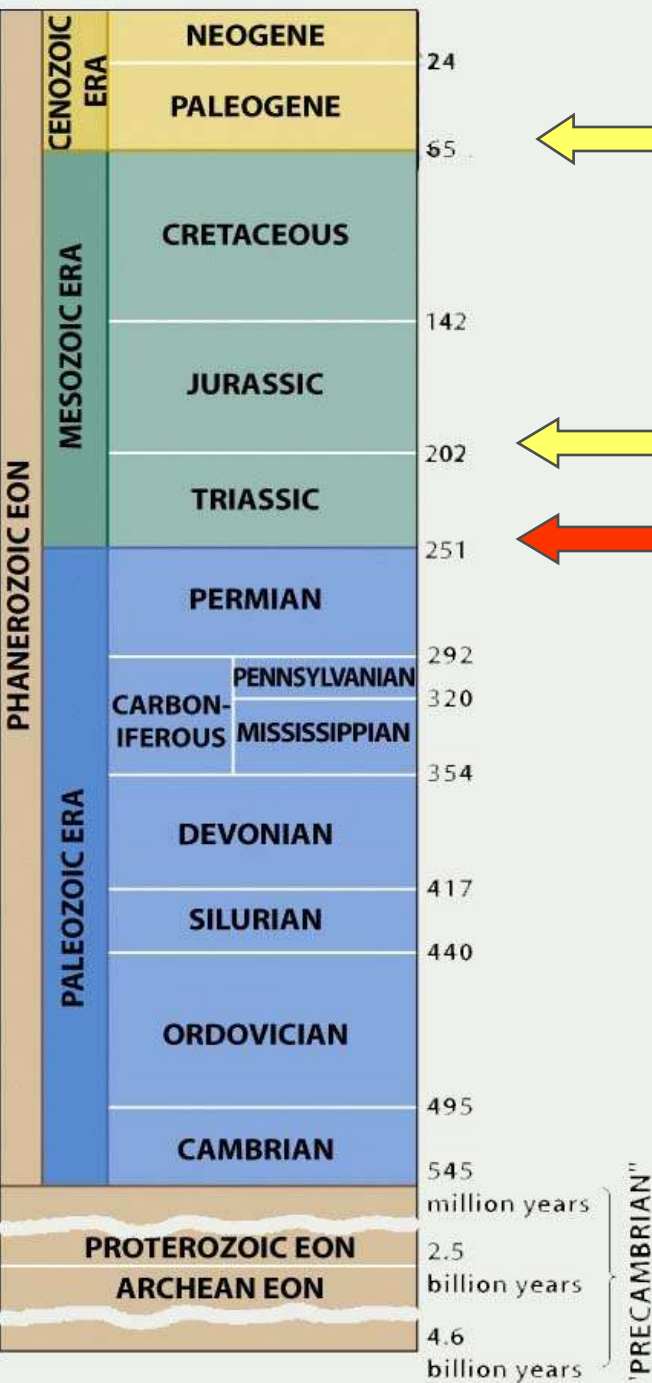 CENOZOIC
ERA
NEOGENE
24
PALEOGENE
65
MESOZOIC ERA
CRETACEOUS
142
JURASSIC
202
TRIASSIC
251
PHANEROZOIC EON
PALEOZOIC ERA
PERMIAN
292
CARBON-
IFEROUS
PENNSYLVANIAN
320
MISSISSIPPIAN
354
DEVONIAN
417
SILURIAN
440
ORDOVICIAN
495
CAMBRIAN
545
million years
PROTEROZOIC EON
2.5
billion years
ARCHEAN EON
4.6
billion years
"PRECAMBRIAN"